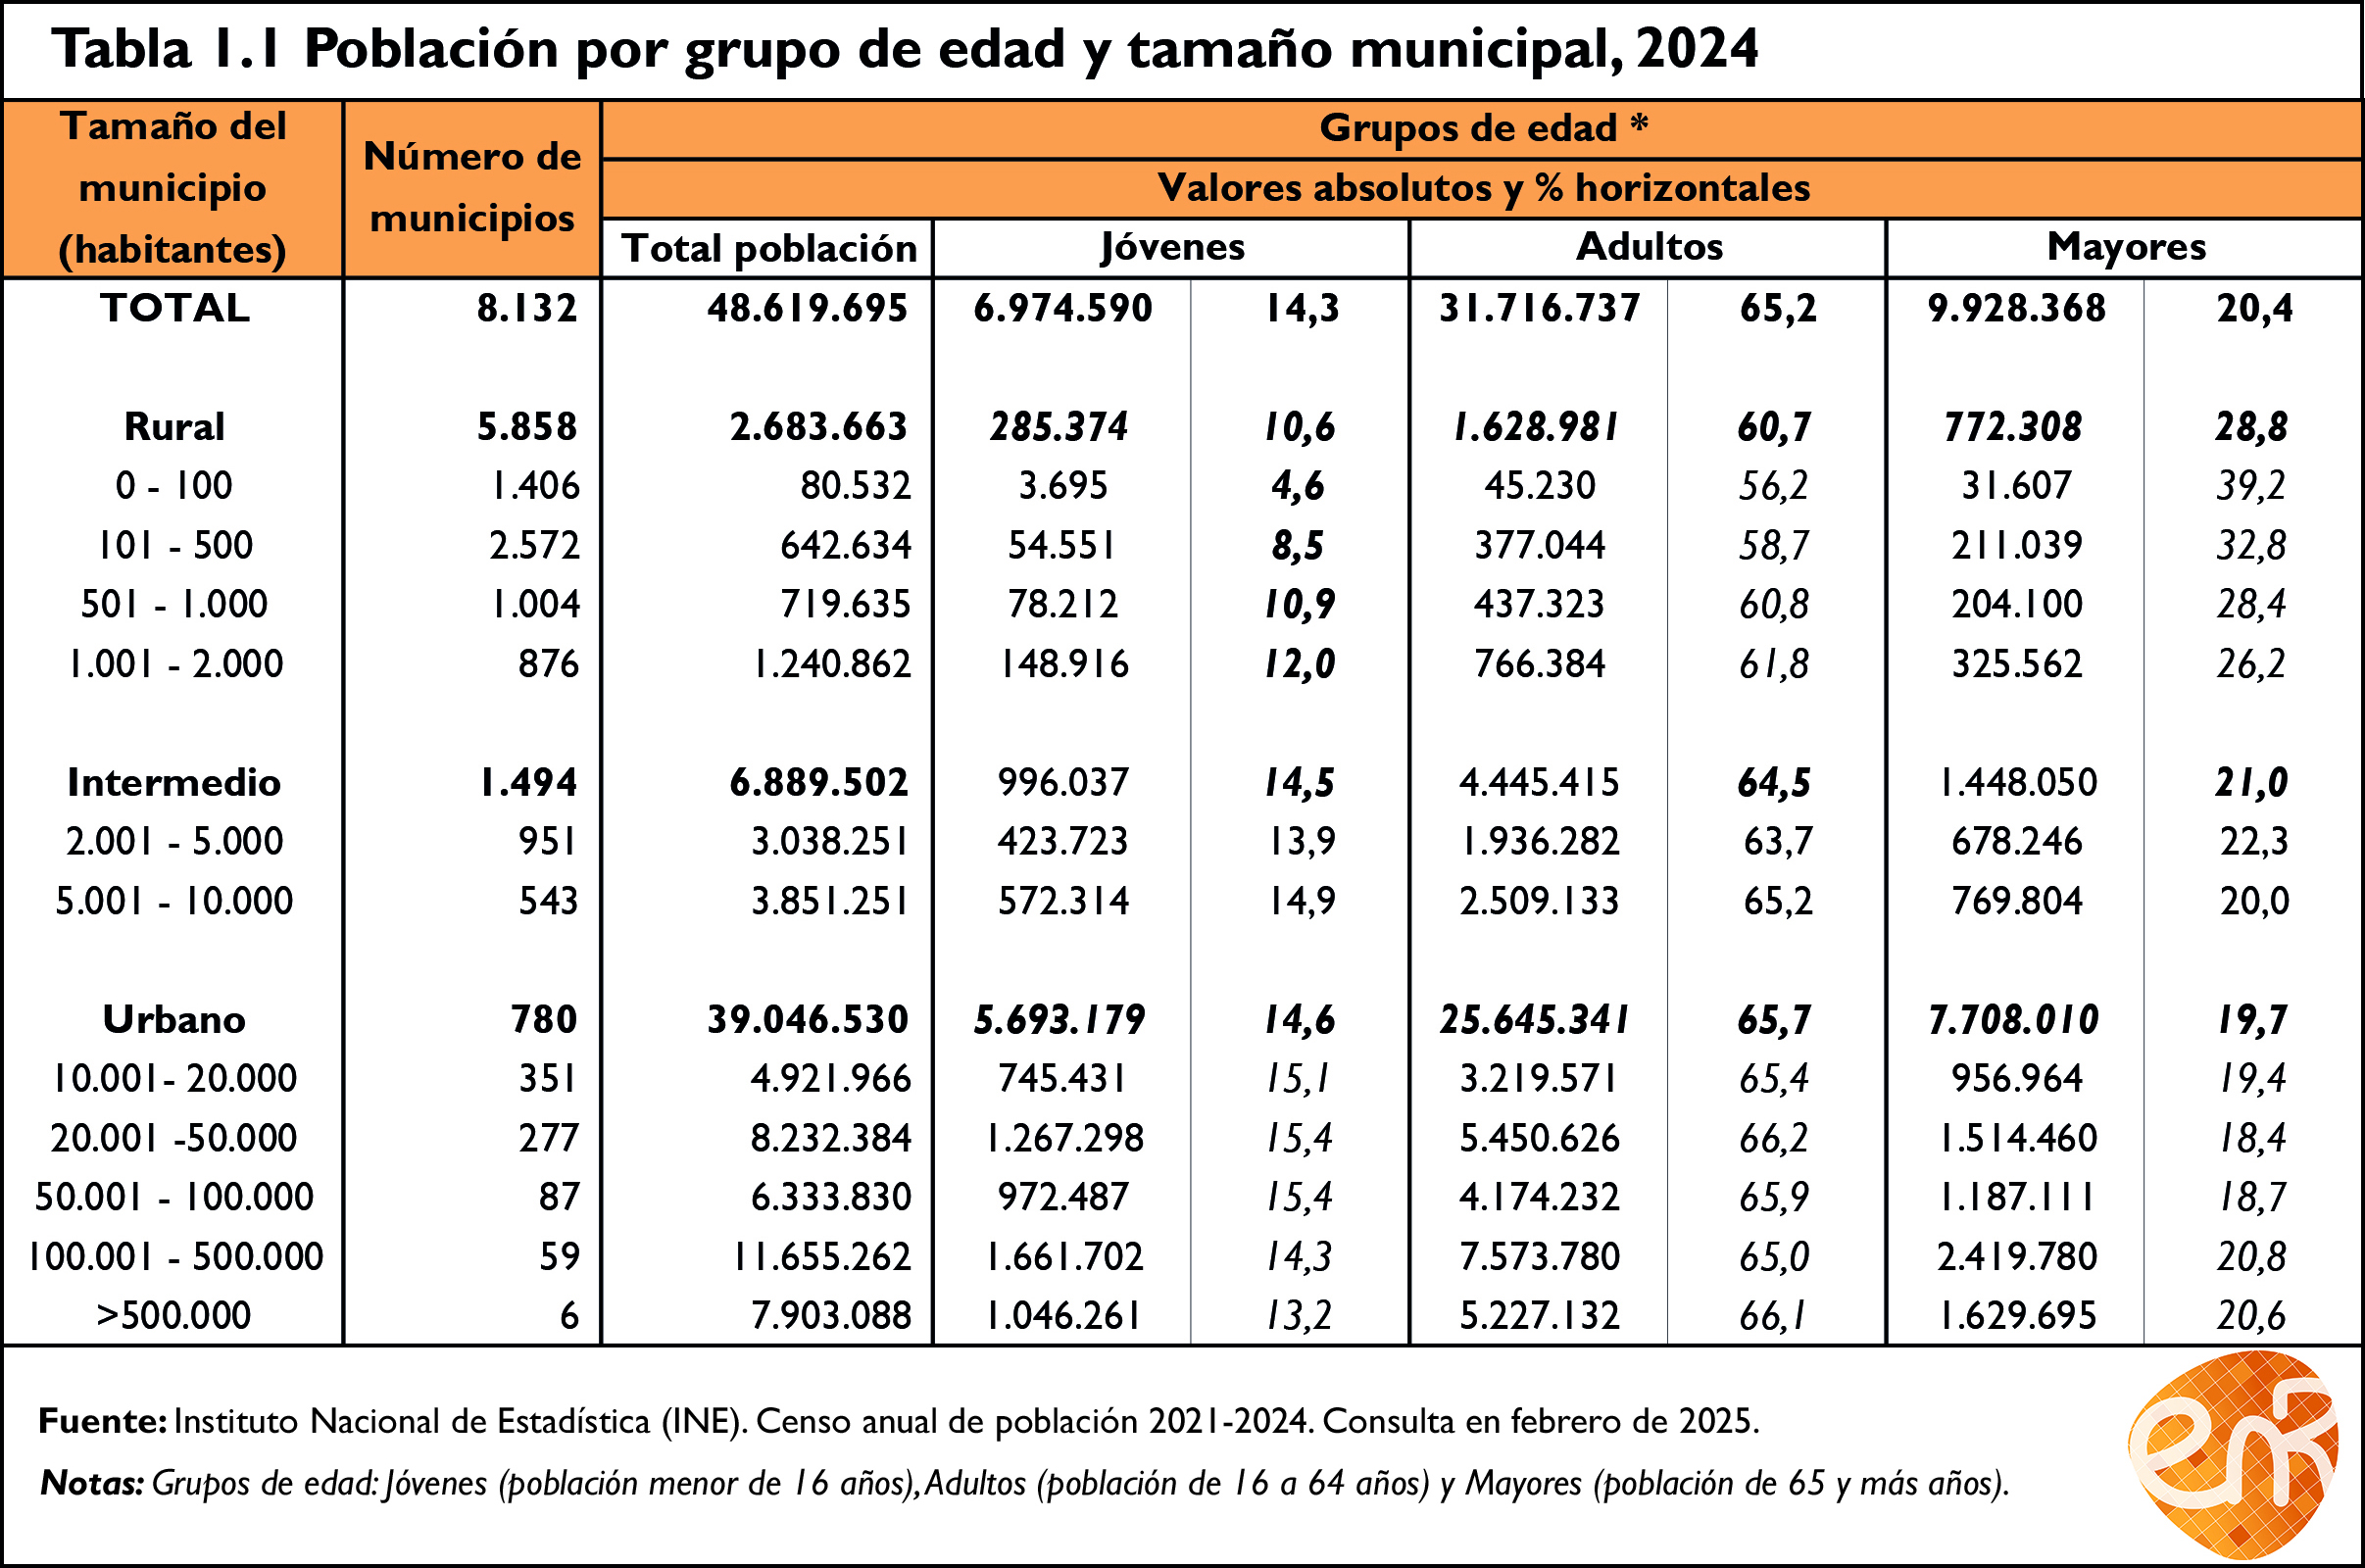 Tabla 1.1 Población por grupo de edad y tamaño municipal, 2024
Tamaño del municipio (habitantes) Número de municipios Grupos de edad *
Valores absolutos y % horizontales
Total población Jóvenes Adultos Mayores
TOTAL 8.132 48.619.695 6.974.590 14,3 31.716.737 65,2 9.928.368 20,4
Rural 5.858 2.683.663 285.374 10,6 1.628.981 60,7 772.308 28,8
0 - 100 1.406 80.532 3.695 4,6 45.230 56,2 31.607 39,2
101 - 500 2.572 642.634 54.551 8,5 377.044 58,7 211.039 32,8
501 - 1.000 1.004 719.635 78.212 10,9 437.323 60,8 204.100 28,4
1.001 - 2.000 876 1.240.862 148.916 12,0 766.384 61,8 325.562 26,2
Intermedio 1.494 6.889.502 996.037 14,5 4.445.415 64,5 1.448.050 21,0
2.001 - 5.000 951 3.038.251 423.723 13,9 1.936.282 63,7 678.246 22,3
5.001 - 10.000 543 3.851.251 572.314 14,9 2.509.133 65,2 769.804 20,0
Urbano 780 39.046.530 5.693.179 14,6 25.645.341 65,7 7.708.010 19,7
10.001- 20.000 351 4.921.966 745.431 15,1 3.219.571 65,4 956.964 19,4
20.001 -50.000 277 8.232.384 1.267.298 15,4 5.450.626 66,2 1.514.460 18,4
50.001 - 100.000 87 6.333.830 972.487 15,4 4.174.232 65,9 1.187.111 18,7
100.001 - 500.000 59 11.655.262 1.661.702 14,3 7.573.780 65,0 2.419.780 20,8
>500.000 6 7.903.088 1.046.261 13,2 5.227.132 66,1 1.629.695 20,6
Fuente: Instituto Nacional de Estadística (INE). Censo anual de población 2021-2024. Consulta en febrero de 2025.
Notas: Grupos de edad: Jóvenes (población menor de 16 años), Adultos (población de 16 a 64 años) y Mayores (población de 65 y más años).